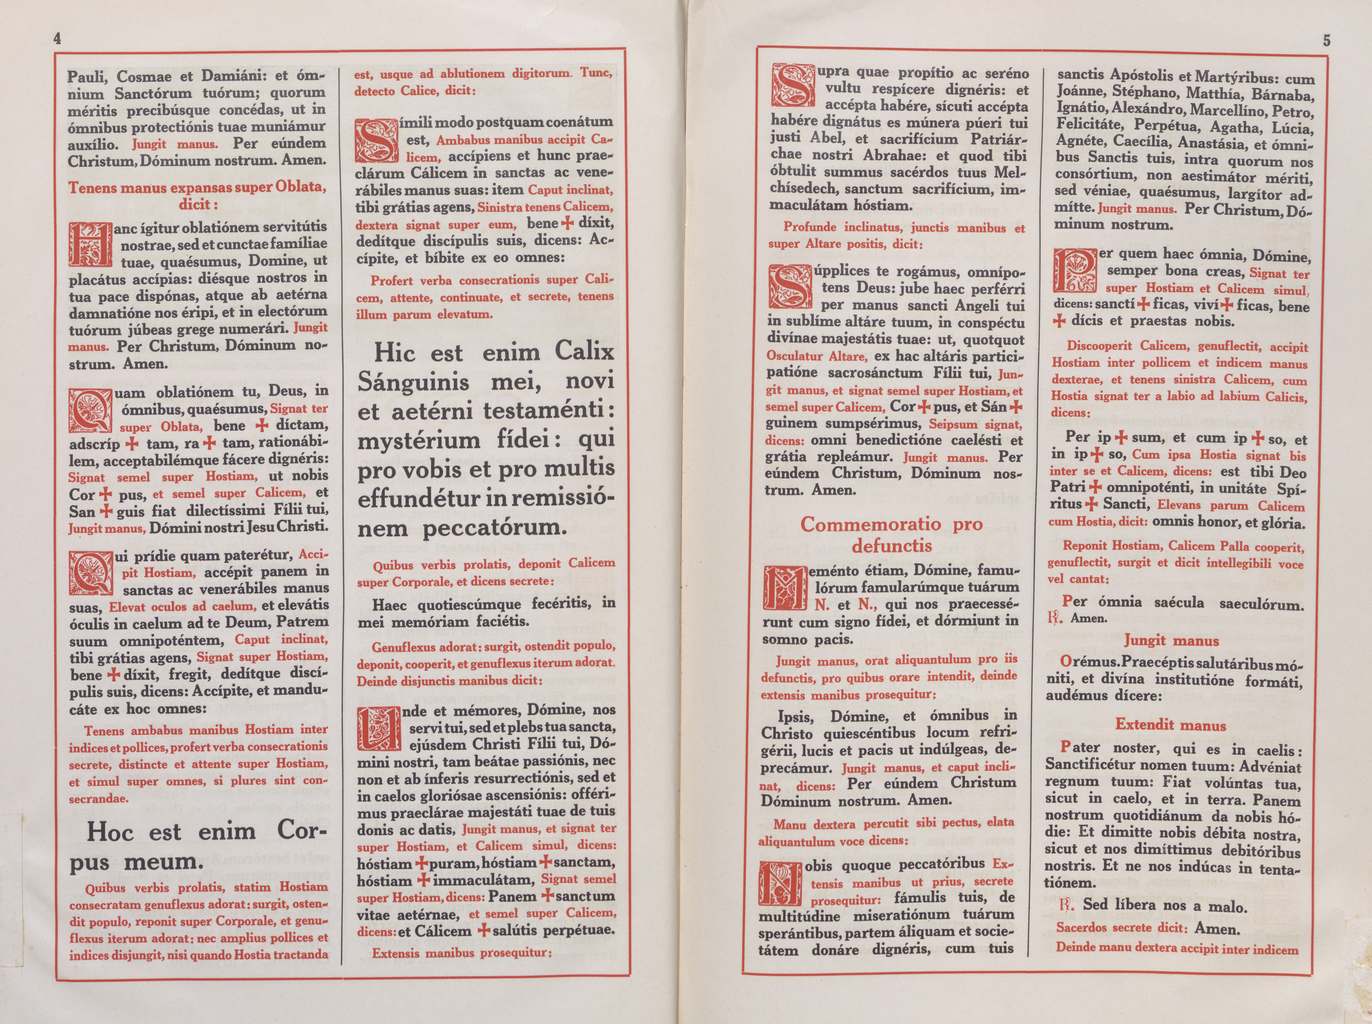 4
Pauli, Cosmae et Damiáni: et óm-
nium Sanctórum tuórum; quorum
méritis precibúsque concédas, ut in
ómnibus protectiónis tuae muniámur
auxílio. Jungit manus. Per eúndem
Christum, Dóminum nostrum. Amen.
Tenens manus expansas super Oblata,
dicit:
Hanc ígitur oblatiónem servitútis
nostrae, sed et cunctae famíliae
tuae, quaésumus, Domine, ut
placátus accípias: diésque nostros in
tua pace dispónas, atque ab aetérna
damnatióne nos éripi, et in electórum
tuórum júbeas grege numerári. Jungit
manus. Per Christum, Dóminum no-
strum. Amen.
Quam oblatiónem tu, Deus, in
ómnibus, quaésumus, Signat ter
super Oblata, bene ✠ díctam,
adscríp ✠ tam, ra ✠ tam, rationábi-
lem, acceptabilémque fácere dignéris:
Signat semel super Hostiam, ut nobis
Cor ✠ pus, et semel super Calicem, et
San ✠ guis fiat dilectíssimi Fílii tui,
Jungit manus, Dómini nostri Jesu Christi.
Qui prídie quam paterétur, Acci-
pit Hostiam, accépit panem in
sanctas ac venerábiles manus
suas, Elevat oculos ad caelum, et elevátis
óculis in caelum ad te Deum, Patrem
suum omnipoténtem, Caput inclinat,
tibi grátias agens, Signat super Hostiam,
bene ✠ díxit, fregit, dedítque discí-
pulis suis, dicens: Accípite, et mandu-
cáte ex hoc omnes:
Tenens ambabus manibus Hostiam inter
indices et pollices, profert verba consecrationis
secrete, distincte et attente super Hostiam,
et simul super omnes, si plures sint con-
secrandae.
Hoc est enim Cor-
pus meum.
Quibus verbis prolatis, statim Hostiam
consecratam genuflexus adorat: surgit, osten-
dit populo, reponit super Corporale, et genu-
flexus iterum adorat: nec amplius pollices et
indices disjungit, nisi quando Hostia tractanda
est, usque ad ablutionem digitorum. Tunc,
detecto Calice, dicit:
Símili modo postquam coenátum
est, Ambabus manibus accipit Ca-
licem, accípiens et hunc prae-
clárum Cálicem in sanctas ac vene-
rábiles manus suas: item Caput inclinat,
tibi grátias agens, Sinistra tenens Calicem,
dextera signat super eum, bene ✠ díxit,
dedítque discípulis suis, dicens: Ac-
cípite, et bíbite ex eo omnes:
Profert verba consecrationis super Cali-
cem, attente, continuate, et secrete, tenens
illum parum elevatum.
Hic est enim Calix
Sánguinis mei, novi
et aetérni testaménti:
mystérium fídei: qui
pro vobis et pro multis
effundétur in remissió-
nem peccatórum.
Quibus verbis prolatis, deponit Calicem
super Corporale, et dicens secrete:
Haec quotiescúmque fecéritis, in
mei memóriam faciétis.
Genuflexus adorat: surgit, ostendit populo,
deponit, cooperit, et genuflexus iterum adorat.
Deinde disjunctis manibus dicit:
Unde et mémores, Dómine, nos
servi tui, sed et plebs tua sancta,
ejúsdem Christi Fílii tui, Dó-
mini nostri, tam beátae passiónis, nec
non et ab ínferis resurrectiónis, sed et
in caelos gloriósae ascensiónis: offéri-
mus praeclárae majestáti tuae de tuis
donis ac datis, Jungit manus, et signat ter
super Hostiam, et Calicem simul, dicens:
hóstiam ✠ puram, hóstiam ✠ sanctam,
hóstiam ✠ immaculátam, Signat semel
super Hostiam, dicens: Panem ✠ sanctum
vitae aetérnae, et semel super Calicem,
dicens: et Cálicem ✠ salútis perpétuae.
Extensis manibus prosequitur:
5
Supra quae propítio ac seréno
vultu respícere dignéris: et
accépta habére, sícuti accépta
habére dignátus es múnera púeri tui
justi Abel, et sacrifícium Patriár-
chae nostri Abrahae: et quod tibi
óbtulit summus sacérdos tuus Mel-
chísedech, sanctum sacrifícium, im-
maculátam hóstiam.
Profunde inclinatus, junctis manibus et
super Altare positis, dicit:
Súpplices te rogámus, omnípo-
tens Deus: jube haec perférri
per manus sancti Angeli tui
in sublíme altáre tuum, in conspéctu
divínae majestátis tuae: ut, quotquot
Osculatur Altare, ex hac altáris partici-
patióne sacrosánctum Fílii tui, Jun-
git manus, et signat semel super Hostiam, et
semel super Calicem, Cor ✠ pus, et Sán ✠
guinem sumpsérimus, Seipsum signat,
dicens: omni benedictióne caelésti et
grátia repleámur. Jungit manus. Per
eúndem Christum, Dóminum nos-
trum. Amen.
Commemoratio pro
defunctis
Meménto étiam, Dómine, famu-
lórum famularúmque tuárum
N. et N., qui nos praecessé-
runt cum signo fídei, et dórmiunt in
somno pacis.
Jungit manus, orat aliquantulum pro iis
defunctis, pro quibus orare intendit, deinde
extensis manibus prosequitur:
Ipsis, Dómine, et ómnibus in
Christo quiescéntibus locum refri-
gérii, lucis et pacis ut indúlgeas, de-
precámur. Jungit manus, et caput incli-
nat, dicens: Per eúndem Christum
Dóminum nostrum. Amen.
Manu dextera percutit sibi pectus, elata
aliquantulum voce dicens:
Nobis quoque peccatóribus Ex-
tensis manibus ut prius, secrete
prosequitur: fámulis tuis, de
multitúdine miseratiónum tuárum
sperántibus, partem áliquam et socie-
tátem donáre dignéris, cum tuis
sanctis Apóstolis et Martýribus: cum
Joánne, Stéphano, Matthía, Bárnaba,
Ignátio, Alexándro, Marcellíno, Petro,
Felicitáte, Perpétua, Agatha, Lúcia,
Agnéte, Caecília, Anastásia, et ómni-
bus Sanctis tuis, intra quorum nos
consórtium, non aestimátor mériti,
sed véniae, quaésumus, largítor ad-
mítte. Jungit manus. Per Christum, Dó-
minum nostrum.
Per quem haec ómnia, Dómine,
semper bona creas, Signat ter
super Hostiam et Calicem simul,
dicens: sanctí ✠ ficas, viví ✠ ficas, bene
✠ dícis et praestas nobis.
Discooperit Calicem, genuflectit, accipit
Hostiam inter pollicem et indicem manus
dexterae, et tenens sinistra Calicem, cum
Hostia signat ter a labio ad labium Calicis,
dicens:
Per ip ✠ sum, et cum ip ✠ so, et
in ip ✠ so, Cum ipsa Hostia signat bis
inter se et Calicem, dicens: est tibi Deo
Patri ✠ omnipoténti, in unitáte Spí-
ritus ✠ Sancti, Elevans parum Calicem
cum Hostia, dicit: omnis honor, et glória.
Reponit Hostiam, Calicem Palla cooperit,
genuflectit, surgit et dicit intellegibili voce
vel cantat:
Per ómnia saécula saeculórum.
℟. Amen.
Jungit manus
Orémus. Praecéptis salutáribus mó-
niti, et divína institutióne formáti,
audémus dícere:
Extendit manus
Pater noster, qui es in caelis:
Sanctificétur nomen tuum: Advéniat
regnum tuum: Fiat volúntas tua,
sicut in caelo, et in terra. Panem
nostrum quotidiánum da nobis hó-
die: Et dimitte nobis débita nostra,
sicut et nos dimíttimus debitóribus
nostris. Et ne nos indúcas in tenta-
tiónem.
℟. Sed líbera nos a malo.
Sacerdos secrete dicit: Amen.
Deinde manu dextera accipit inter indicem